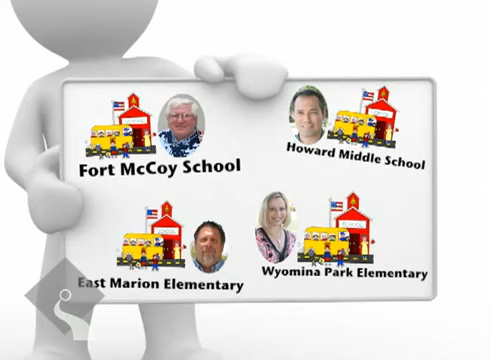 Fort McCoy School
Howard Middle School
East Marion Elementary
Wyomina Park Elementary